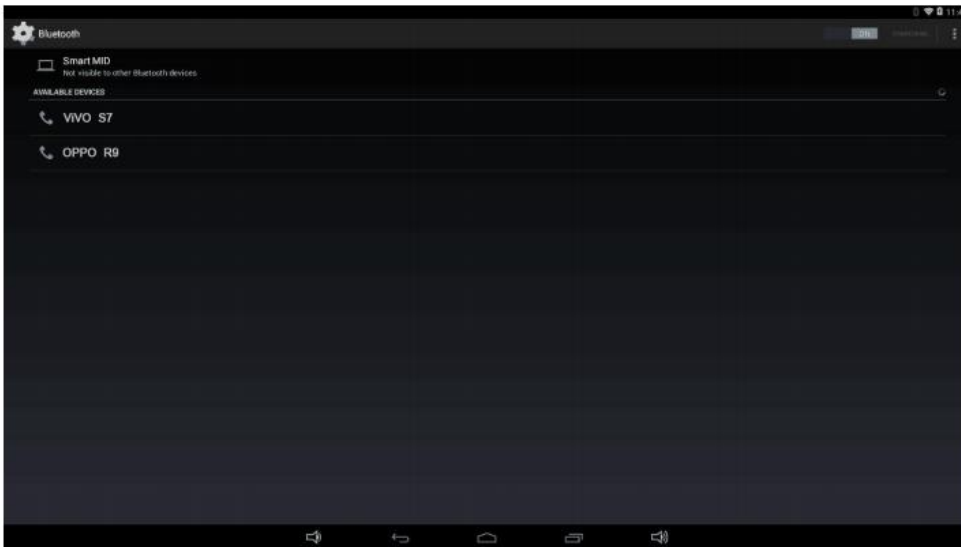 Bluetooth
ON
Smart MID
Not visible to other Bluetooth devices
AVAILABLE DEVICES
ViVO S7
OPPO R9